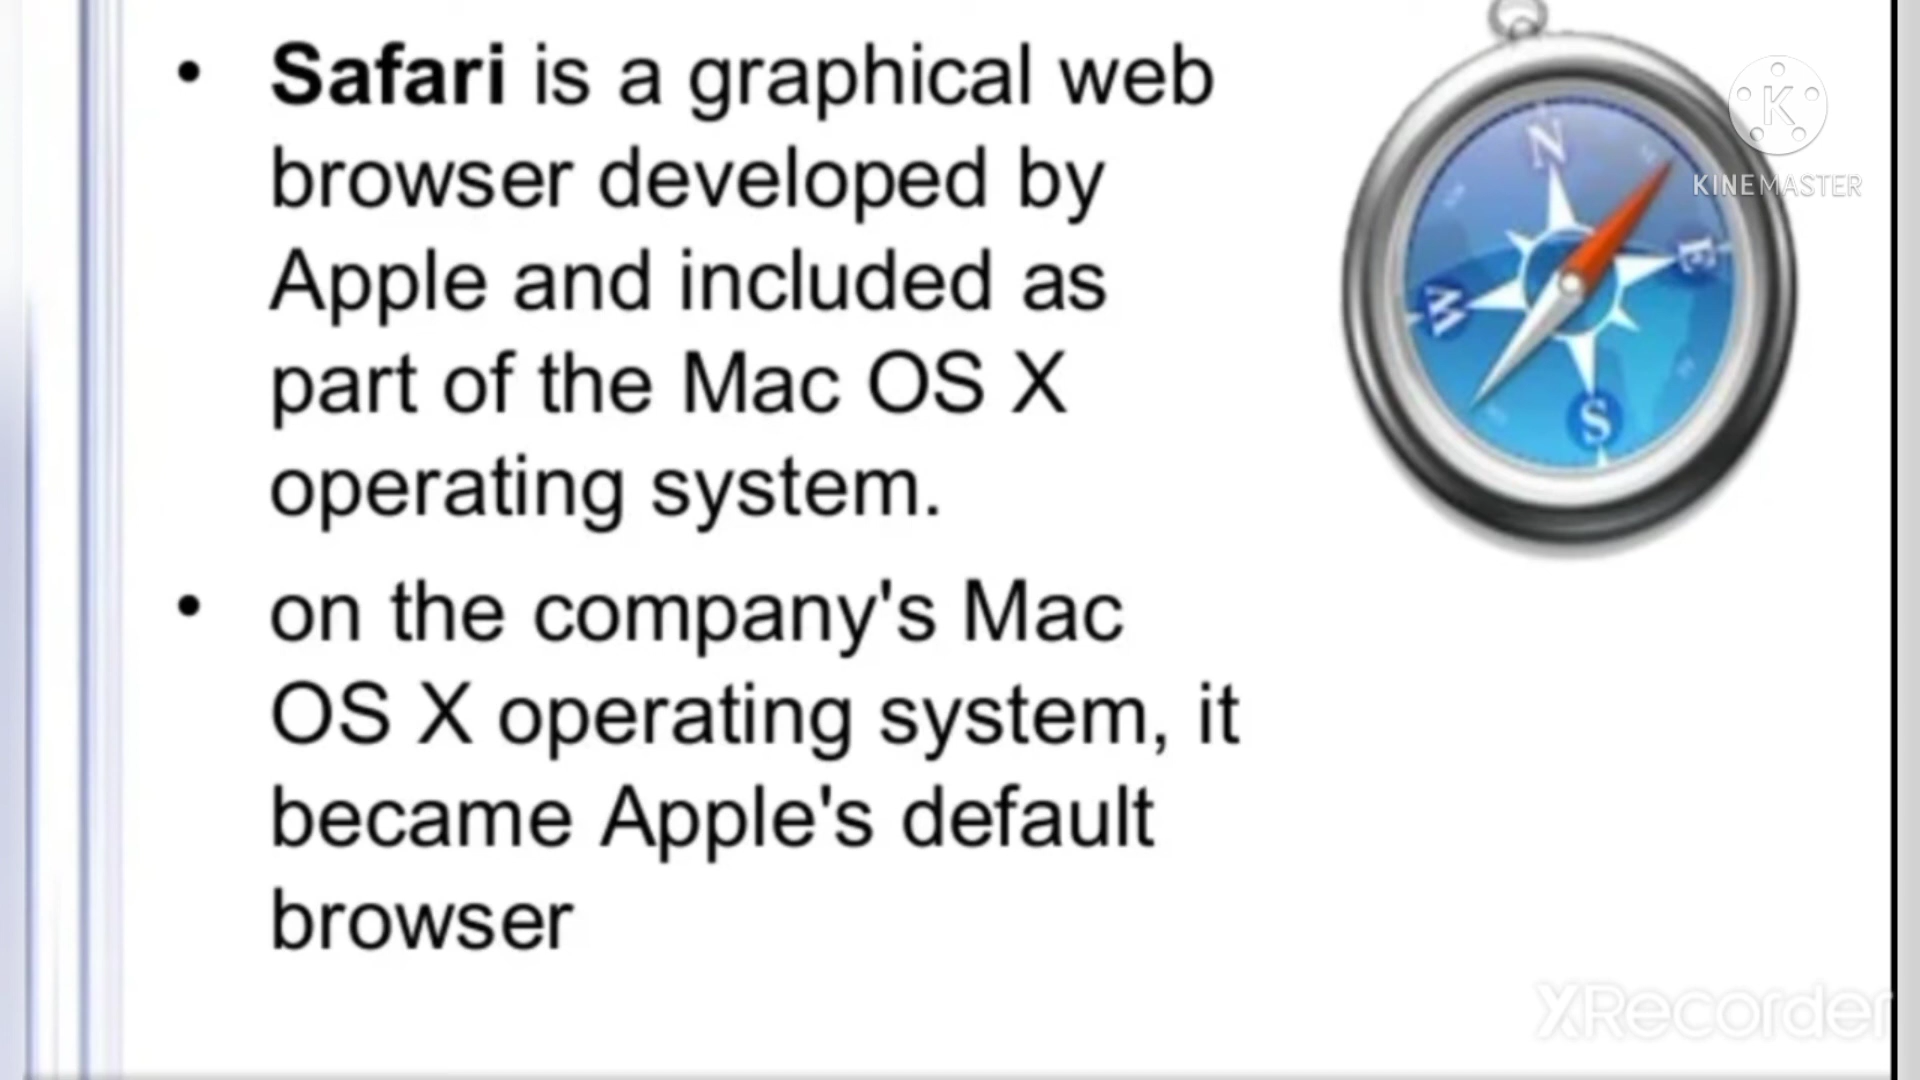 • Safari is a graphical web
browser developed by
Apple and included as
part of the Mac OS X
operating system.
• on the company's Mac
OS X operating system, it
became Apple's default
browser
N
E
W
S
K
KINEMASTER
XRecorder